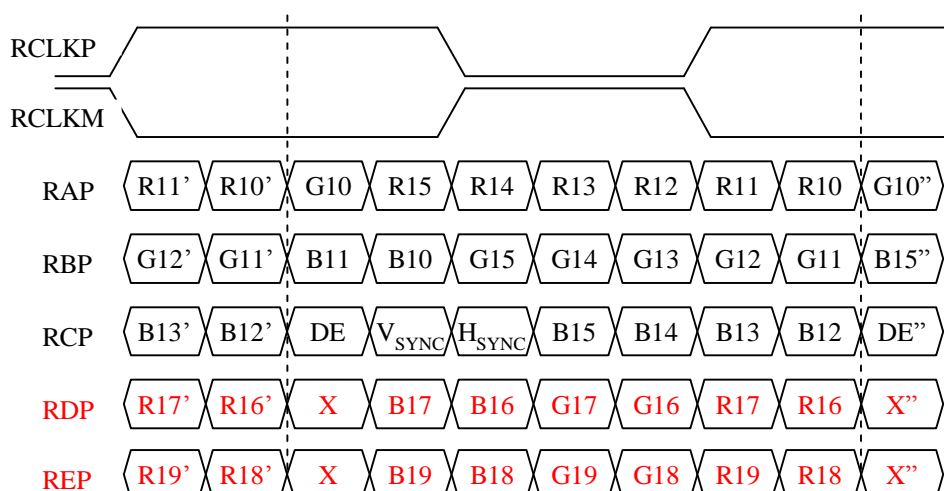 RCLKP
RCLKM
RAP R11’ R10’ G10 R15 R14 R13 R12 R11 R10 G10”
RBP G12’ G11’ B11 B10 G15 G14 G13 G12 G11 B15”
RCP B13’ B12’ DE VSYNC HSYNC B15 B14 B13 B12 DE”
RDP R17’ R16’ X B17 B16 G17 G16 R17 R16 X”
REP R19’ R18’ X B19 B18 G19 G18 R19 R18 X”